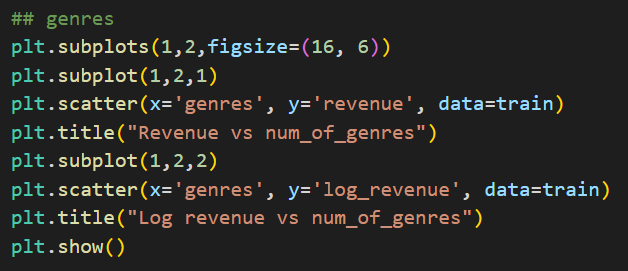 ## genres
plt.subplots(1,2,figsize=(16, 6))
plt.subplot(1,2,1)
plt.scatter(x='genres', y='revenue', data=train)
plt.title("Revenue vs num_of_genres")
plt.subplot(1,2,2)
plt.scatter(x='genres', y='log_revenue', data=train)
plt.title("Log revenue vs num_of_genres")
plt.show()